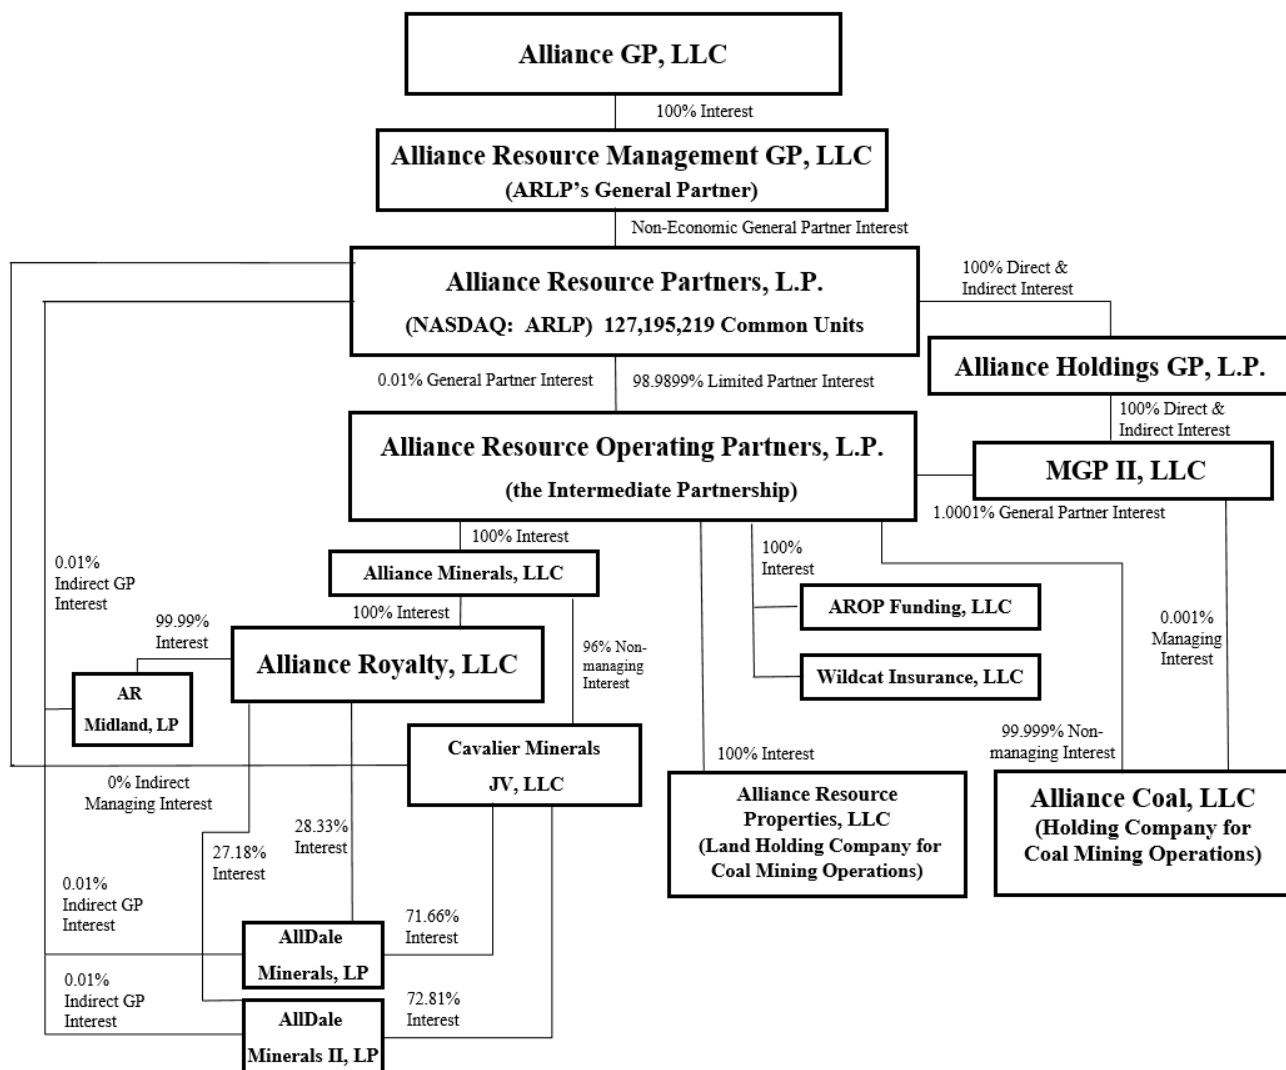 Alliance GP, LLC
100% Interest
Alliance Resource Management GP, LLC
(ARLP’s General Partner)
Non-Economic General Partner Interest
Alliance Resource Partners, L.P.
(NASDAQ: ARLP) 127,195,219 Common Units
100% Direct &
Indirect Interest
Alliance Holdings GP, L.P.
0.01% General Partner Interest
98.9899% Limited Partner Interest
100% Direct &
Indirect Interest
Alliance Resource Operating Partners, L.P.
(the Intermediate Partnership)
MGP II, LLC
1.0001% General Partner Interest
100% Interest
Alliance Minerals, LLC
100%
Interest
AROP Funding, LLC
Wildcat Insurance, LLC
0.01%
Indirect GP
Interest
99.99%
Interest
100% Interest
Alliance Royalty, LLC
96% Non-
managing
Interest
0.001%
Managing
Interest
AR
Midland, LP
Cavalier Minerals
JV, LLC
99.999% Non-
managing Interest
100% Interest
0% Indirect
Managing Interest
Alliance Resource
Properties, LLC
(Land Holding Company for
Coal Mining Operations)
Alliance Coal, LLC
(Holding Company for
Coal Mining Operations)
28.33%
Interest
27.18%
Interest
0.01%
Indirect GP
Interest
71.66%
Interest
AllDale
Minerals, LP
0.01%
Indirect GP
Interest
72.81%
Interest
AllDale
Minerals II, LP